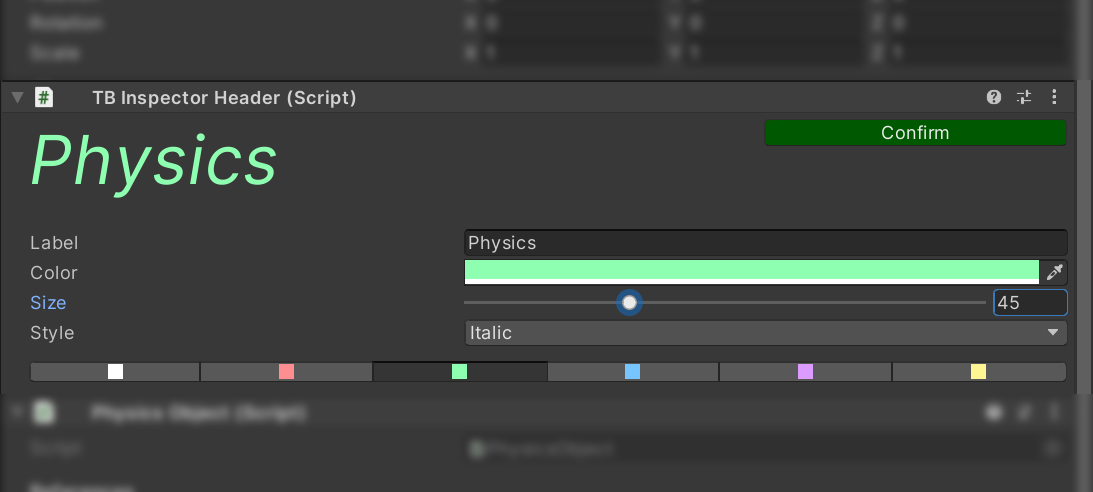 Rotation X 0 Y 0 Z 0
Scale X 1 Y 1 Z 1
# TB Inspector Header (Script)
Physics
Confirm
Label Physics
Color
Size 45
Style Italic
Physics Object (Script)
Script PhysicsObject
References